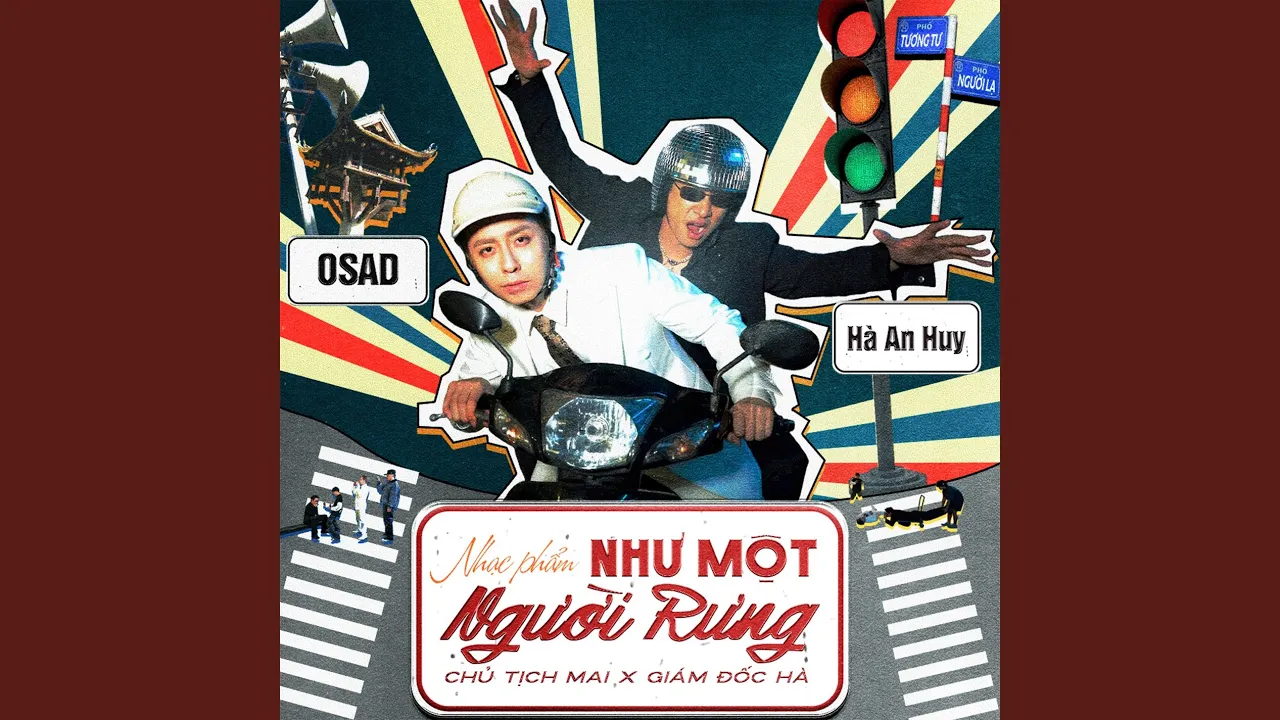 PHỐ
TƯƠNG TƯ
PHỐ
NGƯỜI LẠ
OSAD
Hà An Huy
Nhạc phẩm NHƯ MỘT
Người Rưng
CHỦ TỊCH MAI X GIÁM ĐỐC HÀ